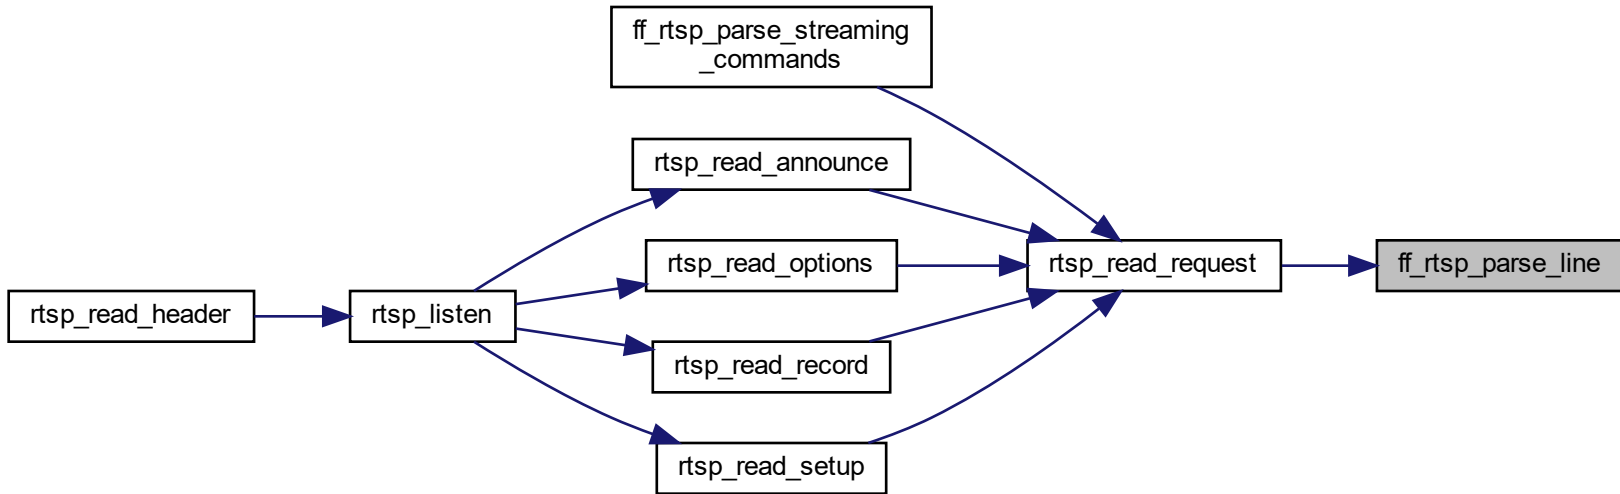 ff_rtsp_parse_streaming
_commands
rtsp_read_announce
rtsp_read_options
rtsp_read_request
ff_rtsp_parse_line
rtsp_read_header
rtsp_listen
rtsp_read_record
rtsp_read_setup